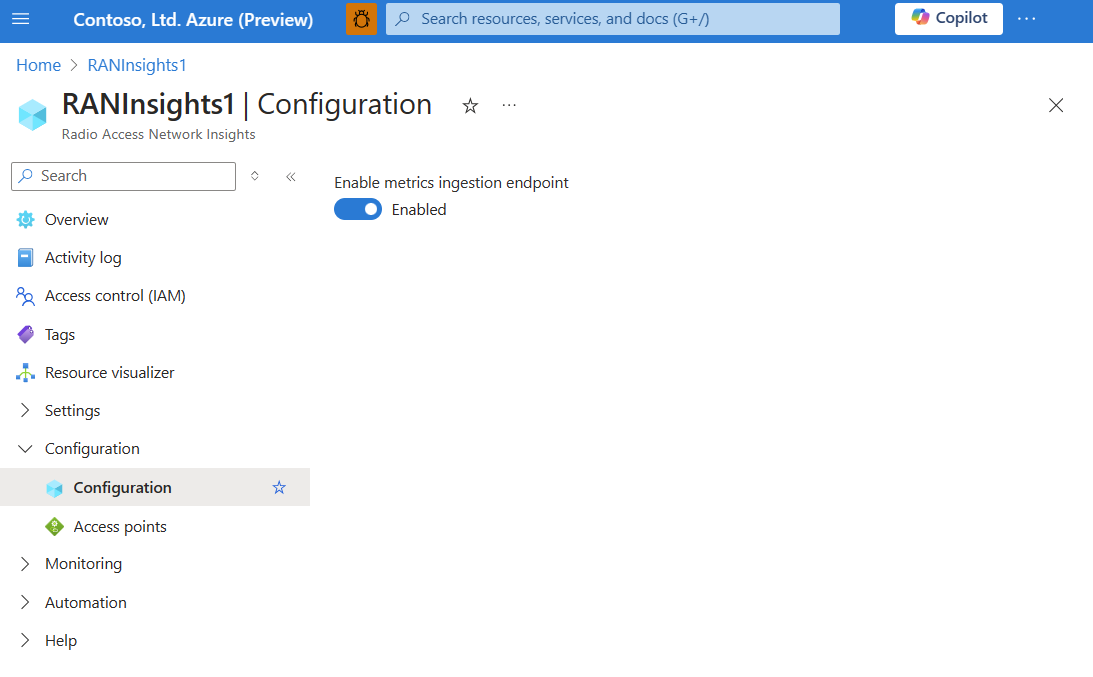 Contoso, Ltd. Azure (Preview)
Search resources, services, and docs (G+/)
Copilot
Home > RANInsights1
RANInsights1 | Configuration
Radio Access Network Insights
Search
Enable metrics ingestion endpoint
Enabled
Overview
Activity log
Access control (IAM)
Tags
Resource visualizer
Settings
Configuration
Configuration
Access points
Monitoring
Automation
Help